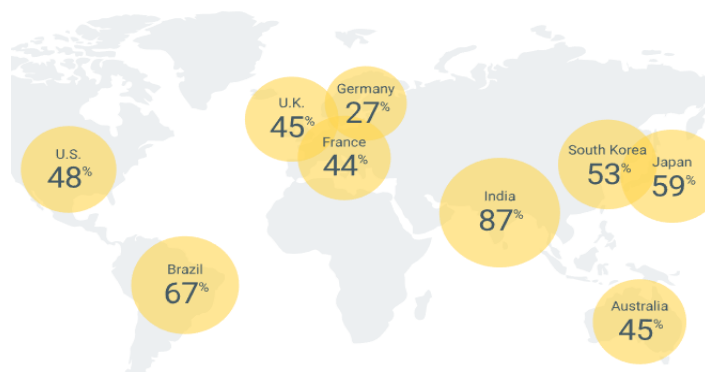 U.S.
48%
Brazil
67%
U.K.
45%
Germany
27%
France
44%
India
87%
South Korea
53%
Japan
59%
Australia
45%